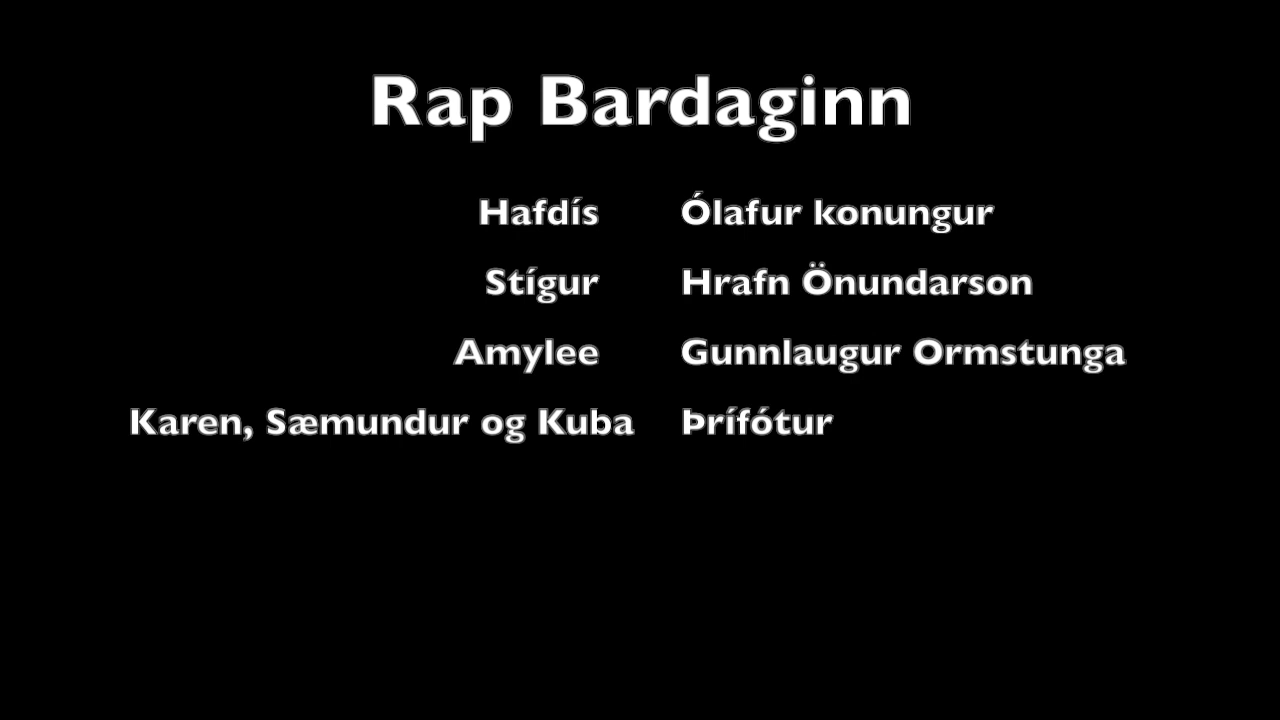 Rap Bardaginn
Hafdís Ólafur konungur
Stígur Hrafn Önundarson
Amylee Gunnlaugur Ormstunga
Karen, Sæmundur og Kuba Þrífótur